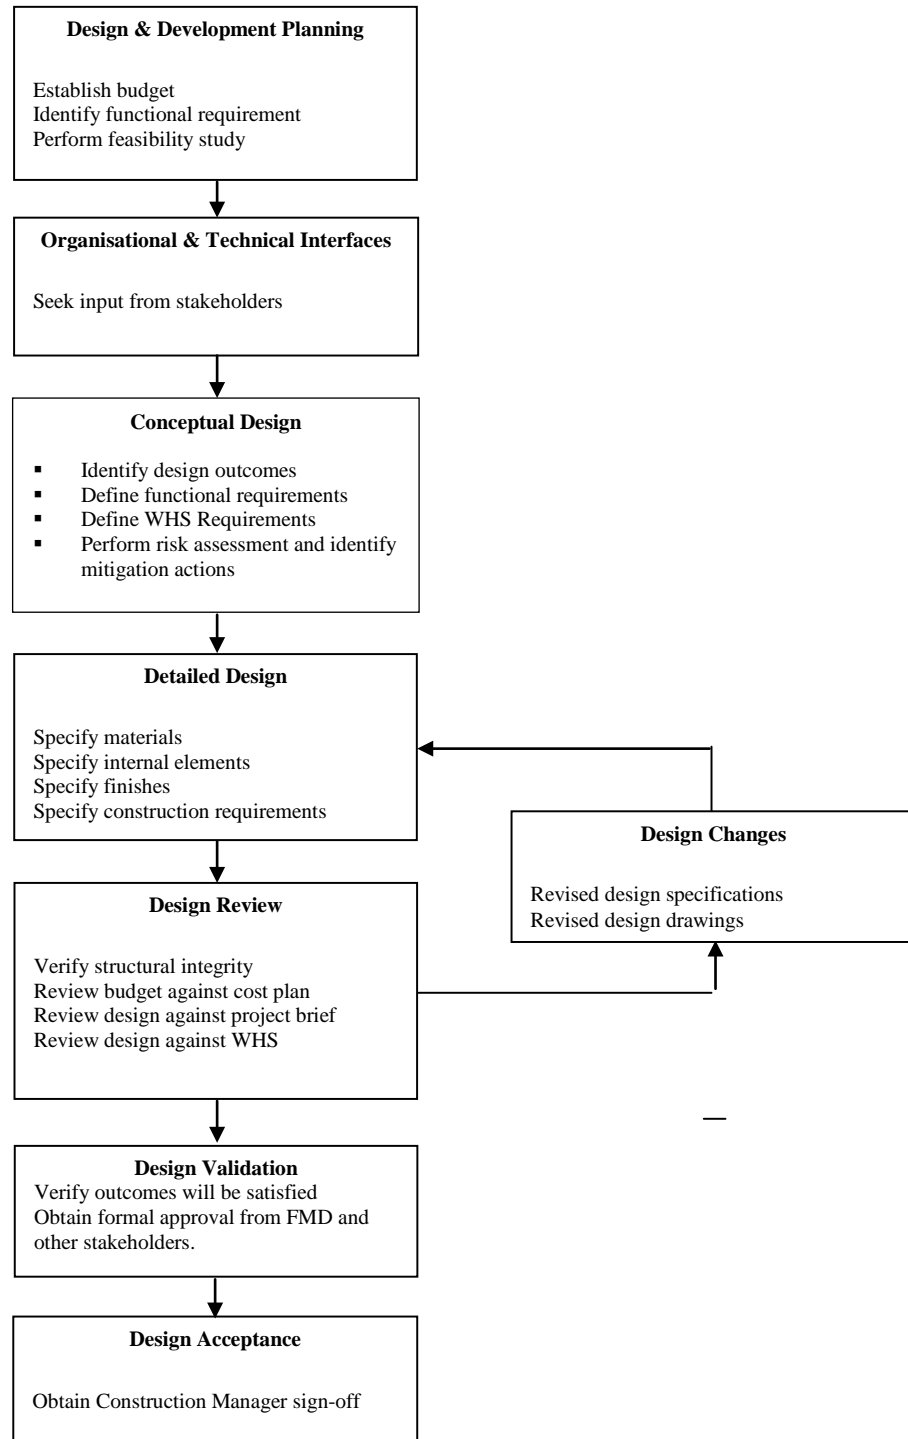 Design & Development Planning
Establish budget
Identify functional requirement
Perform feasibility study
Organisational & Technical Interfaces
Seek input from stakeholders
Conceptual Design
▪ Identify design outcomes
▪ Define functional requirements
▪ Define WHS Requirements
▪ Perform risk assessment and identify
mitigation actions
Detailed Design
Specify materials
Specify internal elements
Specify finishes
Specify construction requirements
Design Changes
Revised design specifications
Revised design drawings
Design Review
Verify structural integrity
Review budget against cost plan
Review design against project brief
Review design against WHS
Design Validation
Verify outcomes will be satisfied
Obtain formal approval from FMD and
other stakeholders.
Design Acceptance
Obtain Construction Manager sign-off